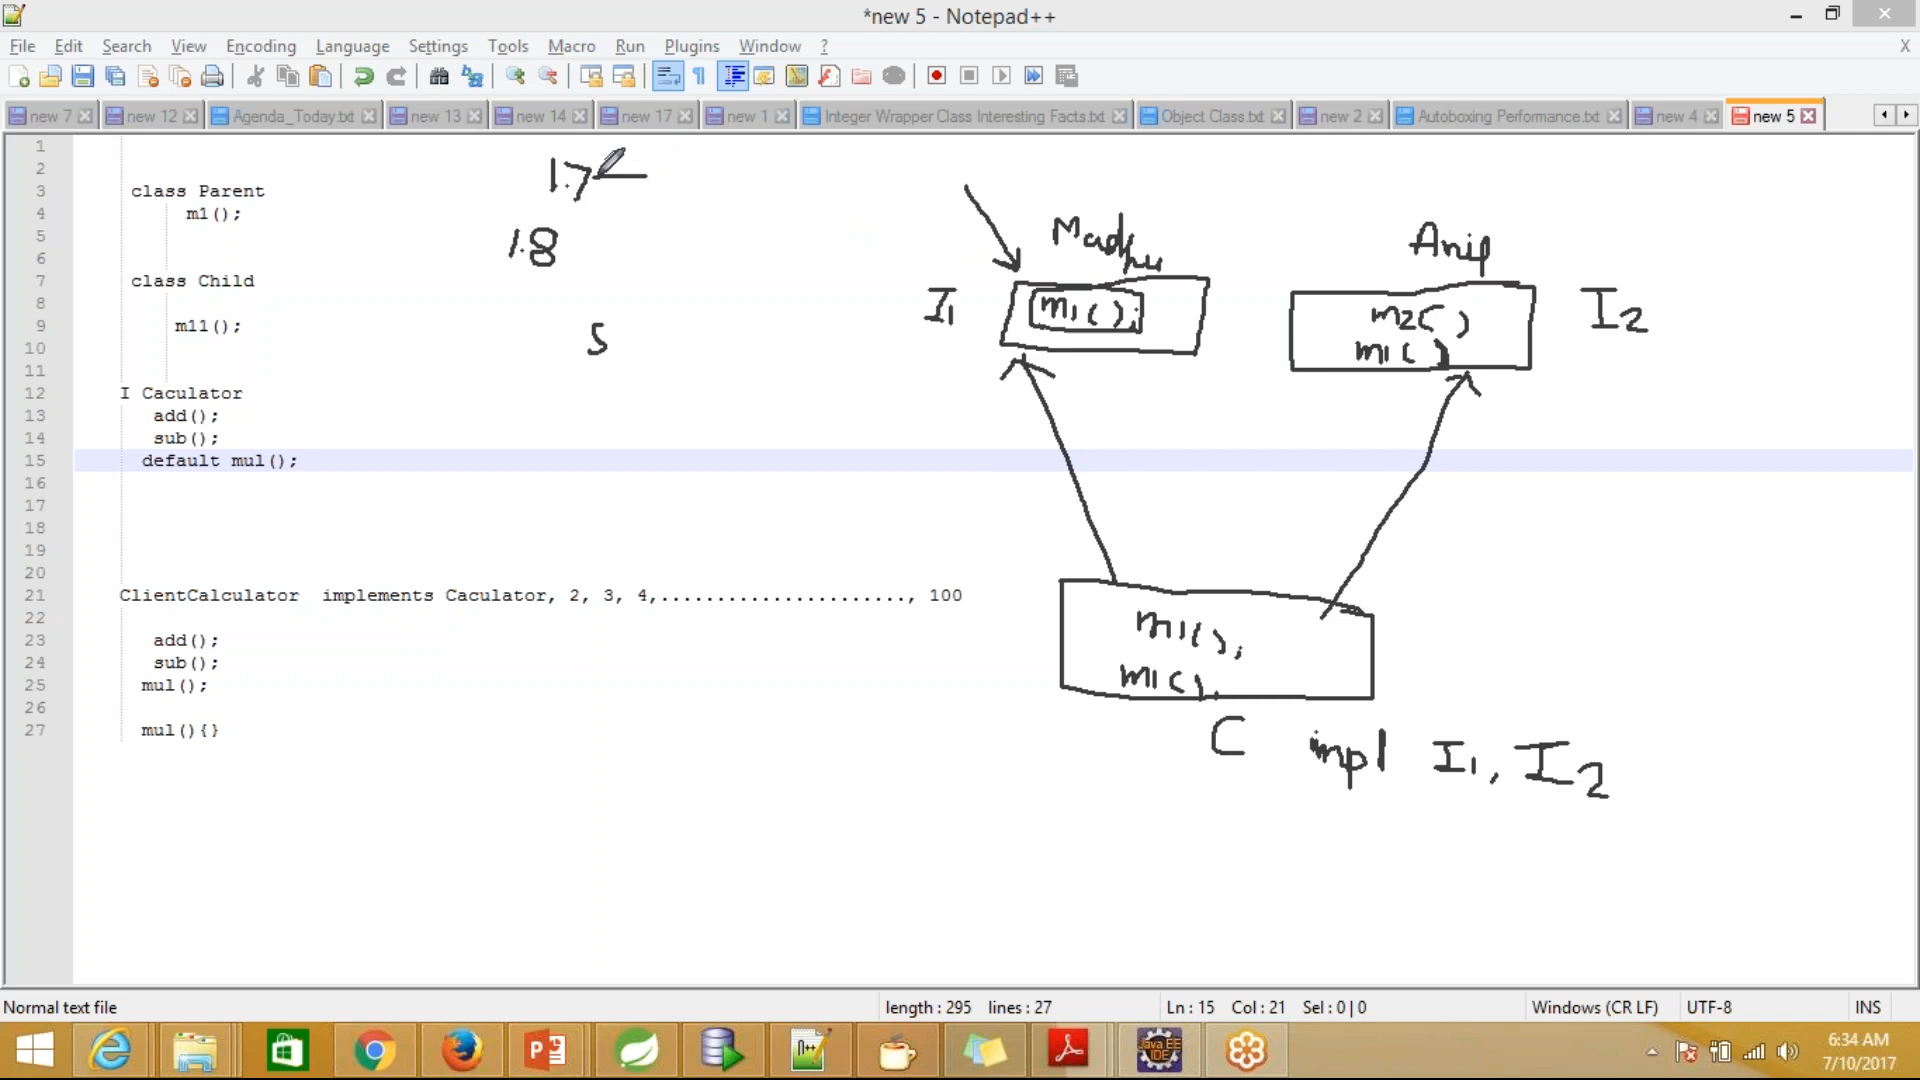 *new 5 - Notepad++
File Edit Search View Encoding Language Settings Tools Macro Run Plugins Window ? X
new 7 new 12 Agenda_Today.txt new 13 new 14 new 17 new 1 Integer Wrapper Class Interesting Facts.txt Object Class.txt new 2 Autoboxing Performance.txt new 4 new 5
1
2
3 class Parent
4 m1();
5
6
7 class Child
8
9 m11();
10
11
12 I Caculator
13 add();
14 sub();
15 default mul();
16
17
18
19
20
21 ClientCalculator implements Caculator, 2, 3, 4,......................, 100
22
23 add();
24 sub();
25 mul();
26
27 mul(){}
1.7
1.8
5
Madhu
I1 m1();
m2()
m1()
I2
m1();
m1();
C impl I1, I2
Normal text file length : 295 lines : 27 Ln : 15 Col : 21 Sel : 0 | 0 Windows (CR LF) UTF-8 INS
N++
Java EE
IDE
6:34 AM
7/10/2017